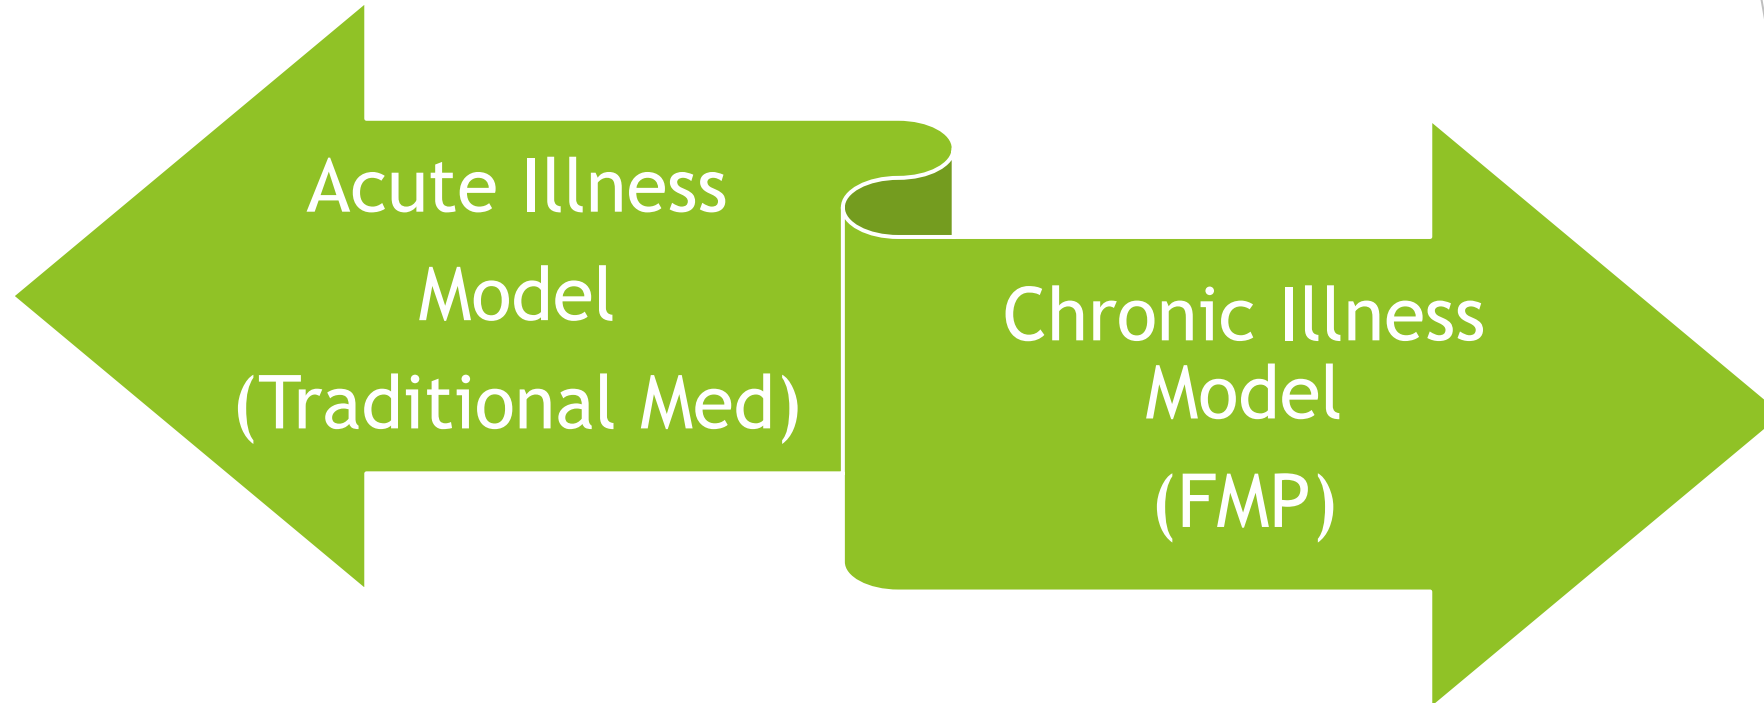 Acute Illness
Model
(Traditional Med)
Chronic Illness
Model
(FMP)